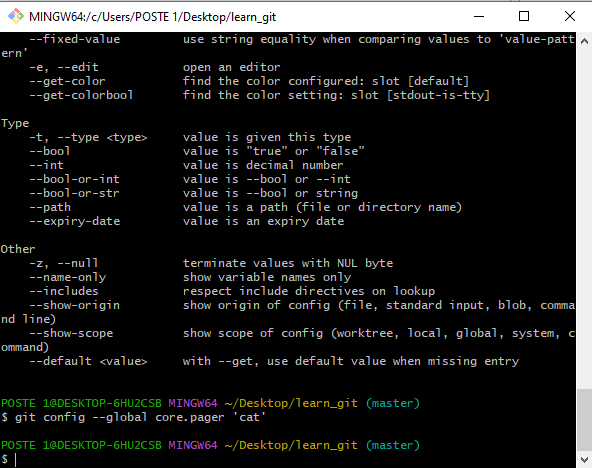 MINGW64:/c/Users/POSTE 1/Desktop/learn_git
--fixed-value         use string equality when comparing values to 'value-patt
ern'
    -e, --edit            open an editor
    --get-color           find the color configured: slot [default]
    --get-colorbool       find the color setting: slot [stdout-is-tty]

Type
    -t, --type <type>     value is given this type
    --bool                value is "true" or "false"
    --int                 value is decimal number
    --bool-or-int         value is --bool or --int
    --bool-or-str         value is --bool or string
    --path                value is a path (file or directory name)
    --expiry-date         value is an expiry date

Other
    -z, --null            terminate values with NUL byte
    --name-only           show variable names only
    --includes            respect include directives on lookup
    --show-origin         show origin of config (file, standard input, blob, comma
nd line)
    --show-scope          show scope of config (worktree, local, global, system, c
ommand)
    --default <value>     with --get, use default value when missing entry

POSTE 1@DESKTOP-6HU2CSB MINGW64 ~/Desktop/learn_git (master)
$ git config --global core.pager 'cat'

POSTE 1@DESKTOP-6HU2CSB MINGW64 ~/Desktop/learn_git (master)
$